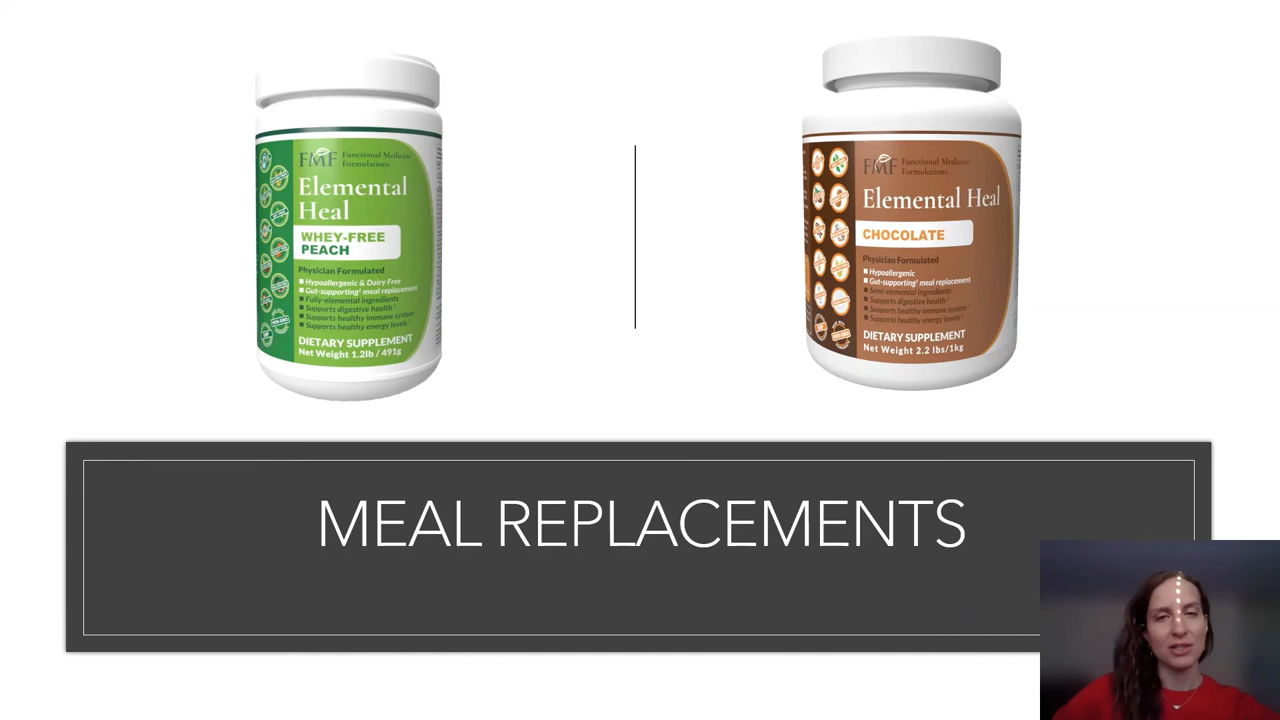 FMF Functional Medicine
Formulations
Elemental
Heal
WHEY-FREE
PEACH
Physician Formulated
Hypoallergenic & Dairy Free
Gut-supporting† meal replacement
Fully-elemental ingredients
Supports digestive health†
Supports healthy immune system†
Supports healthy energy levels†
DIETARY SUPPLEMENT
Net Weight 1.2lb / 491g
FMF Functional Medicine
Formulations
Elemental Heal
CHOCOLATE
Physician Formulated
Hypoallergenic
Gut-supporting† meal replacement
Semi-elemental ingredients
Supports digestive health†
Supports healthy immune system†
Supports healthy energy levels†
DIETARY SUPPLEMENT
Net Weight 2.2 lbs/1kg
MEAL REPLACEMENTS